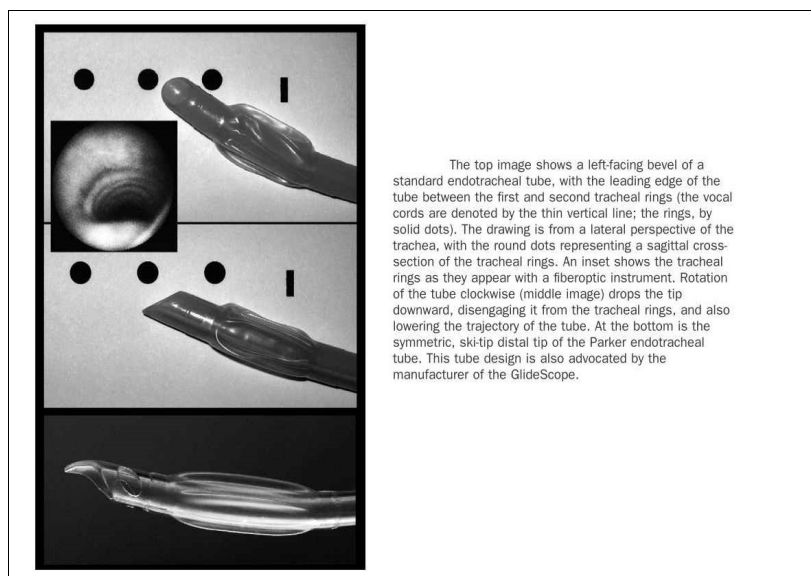 The top image shows a left-facing bevel of a
standard endotracheal tube, with the leading edge of the
tube between the first and second tracheal rings (the vocal
cords are denoted by the thin vertical line; the rings, by
solid dots). The drawing is from a lateral perspective of the
trachea, with the round dots representing a sagittal cross-
section of the tracheal rings. An inset shows the tracheal
rings as they appear with a fiberoptic instrument. Rotation
of the tube clockwise (middle image) drops the tip
downward, disengaging it from the tracheal rings, and also
lowering the trajectory of the tube. At the bottom is the
symmetric, ski-tip distal tip of the Parker endotracheal
tube. This tube design is also advocated by the
manufacturer of the GlideScope.